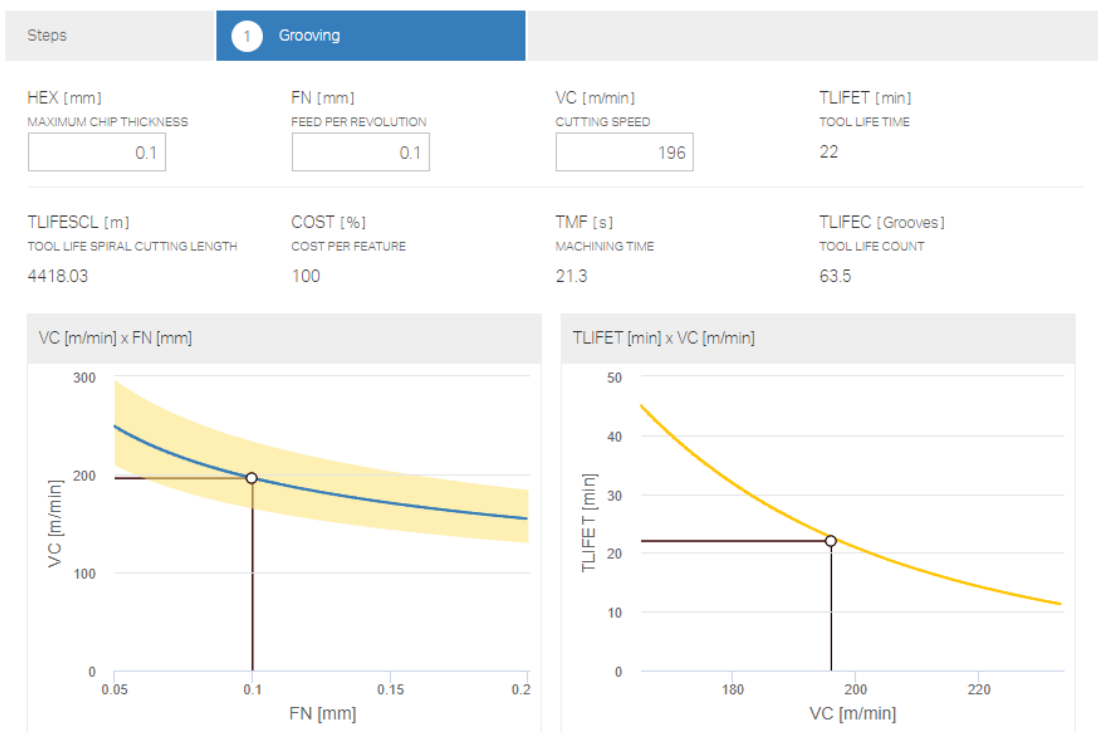 Steps
1 Grooving
HEX [mm] FN [mm] VC [m/min] TLIFET [min]
MAXIMUM CHIP THICKNESS FEED PER REVOLUTION CUTTING SPEED TOOL LIFE TIME
0.1 0.1 196 22
TLIFESCL [m] COST [%] TMF [s] TLIFEC [Grooves]
TOOL LIFE SPIRAL CUTTING LENGTH COST PER FEATURE MACHINING TIME TOOL LIFE COUNT
4418.03 100 21.3 63.5
VC [m/min] x FN [mm]
300
200
100
0
VC [m/min]
0.05 0.1 0.15 0.2
FN [mm]
TLIFET [min] x VC [m/min]
50
40
30
20
10
0
TLIFET [min]
180 200 220
VC [m/min]